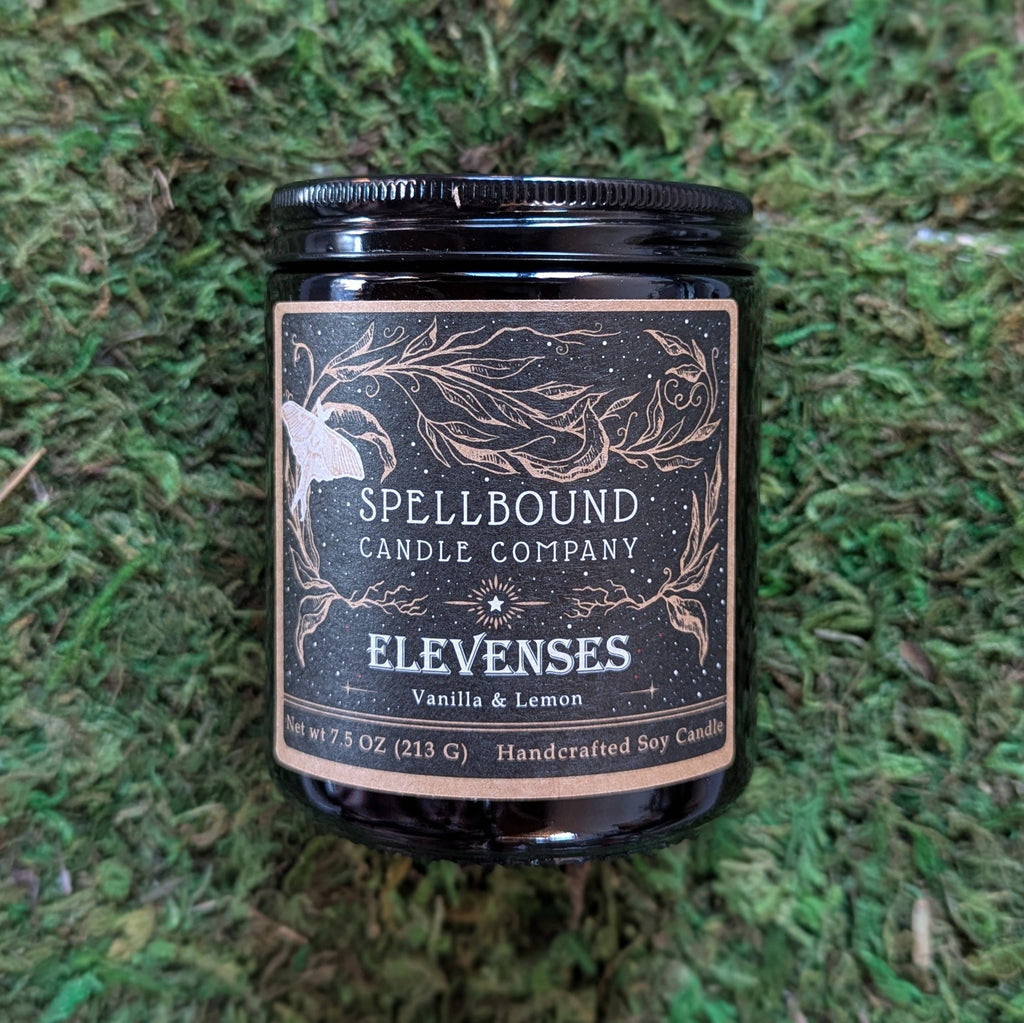 SPELLBOUND
CANDLE COMPANY
ELEVENSES
Vanilla & Lemon
Net wt 7.5 OZ (213 G) Handcrafted Soy Candle